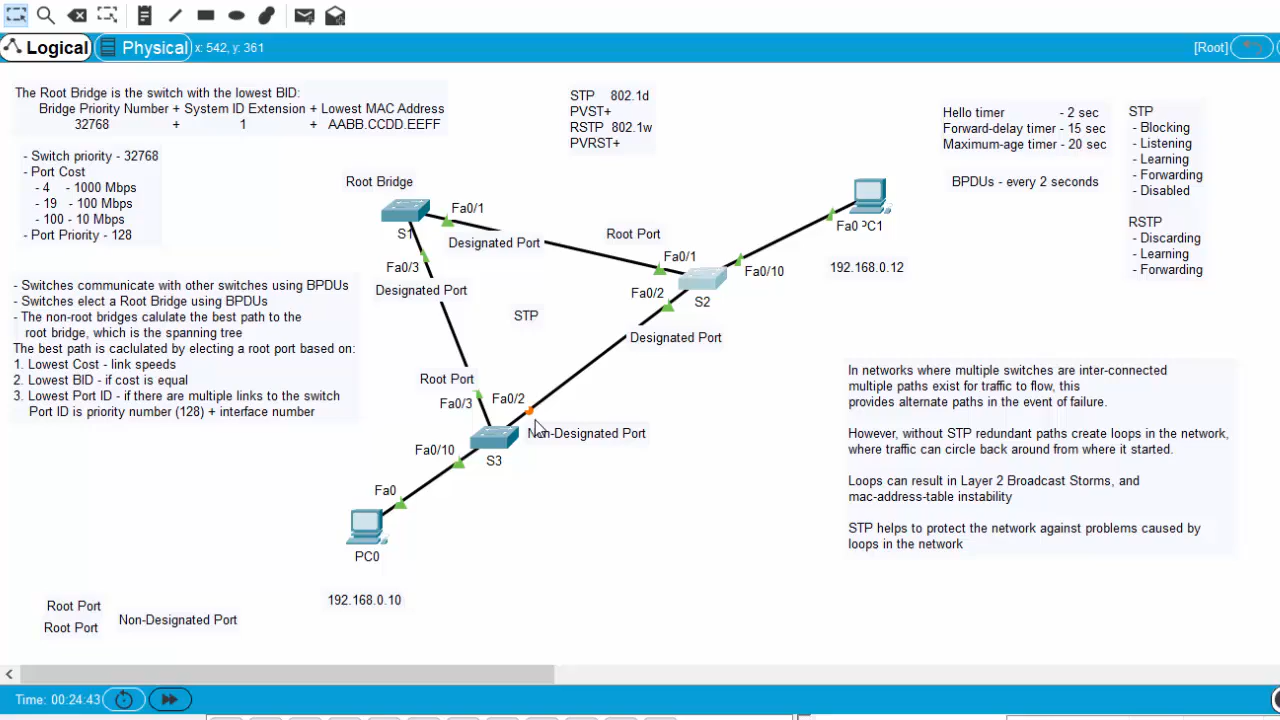 Logical
Physical
x: 542, y: 361
[Root]
The Root Bridge is the switch with the lowest BID:
Bridge Priority Number + System ID Extension + Lowest MAC Address
32768 + 1 + AABB.CCDD.EEFF
- Switch priority - 32768
- Port Cost
- 4 - 1000 Mbps
- 19 - 100 Mbps
- 100 - 10 Mbps
- Port Priority - 128
STP 802.1d
PVST+
RSTP 802.1w
PVRST+
Hello timer - 2 sec
Forward-delay timer - 15 sec
Maximum-age timer - 20 sec
BPDUs - every 2 seconds
STP
- Blocking
- Listening
- Learning
- Forwarding
- Disabled
RSTP
- Discarding
- Learning
- Forwarding
Root Bridge
Fa0/1
S1
Designated Port
Root Port
Fa0/3
Designated Port
Fa0/1
Fa0/10
Fa0/2
S2
Designated Port
Fa0 PC1
192.168.0.12
STP
- Switches communicate with other switches using BPDUs
- Switches elect a Root Bridge using BPDUs
- The non-root bridges calulate the best path to the
root bridge, which is the spanning tree
The best path is caclulated by electing a root port based on:
1. Lowest Cost - link speeds
2. Lowest BID - if cost is equal
3. Lowest Port ID - if there are multiple links to the switch
Port ID is priority number (128) + interface number
Root Port
Fa0/3
Fa0/2
Non-Designated Port
Fa0/10
S3
Fa0
PC0
192.168.0.10
In networks where multiple switches are inter-connected
multiple paths exist for traffic to flow, this
provides alternate paths in the event of failure.
However, without STP redundant paths create loops in the network,
where traffic can circle back around from where it started.
Loops can result in Layer 2 Broadcast Storms, and
mac-address-table instability
STP helps to protect the network against problems caused by
loops in the network
Root Port
Root Port
Non-Designated Port
Time: 00:24:43